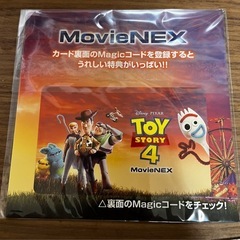 MovieNEX
カード裏面のMagicコードを登録すると
うれしい特典がいっぱい!!
Disney・PIXAR
TOY
STORY
4
MovieNEX
△裏面のMagicコードをチェック!